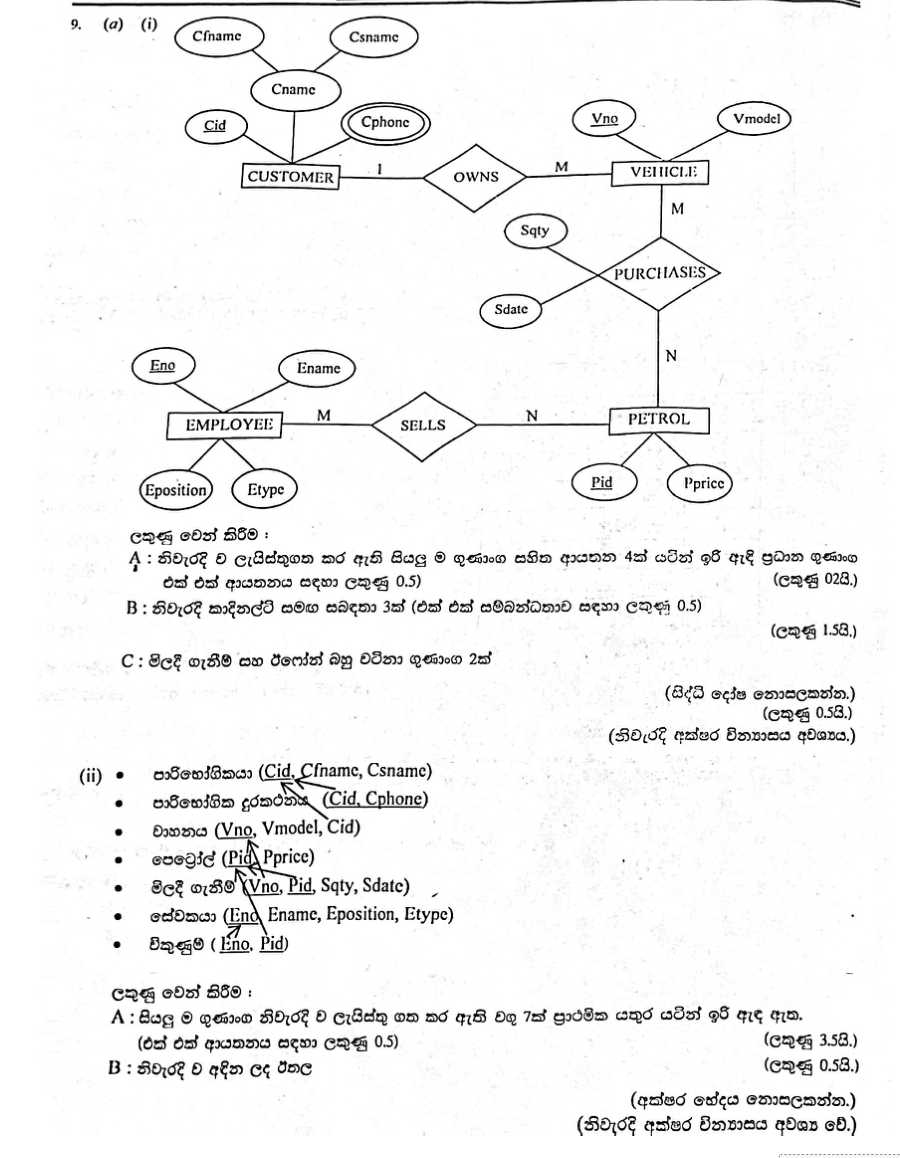 9. (a) (i)
Cfname
Csname
Cname
Cid
Cphone
Vno
Vmodel
CUSTOMER
1
OWNS
M
VEHICLE
M
Sqty
PURCHASES
Sdate
N
Eno
Ename
EMPLOYEE
M
SELLS
N
PETROL
Eposition
Etype
Pid
Pprice
ලකුණු වෙන් කිරීම :
A : නිවැරදි ව ලැයිස්තුගත කර ඇති සියලු ම ගුණාංග සහිත ආයතන 4ක් යටින් ඉරි ඇඳි ප්‍රධාන ගුණාංග
එක් එක් ආයතනය සඳහා ලකුණු 0.5)
(ලකුණු 02යි.)
B : නිවැරදි කාදිනල්ටි සමඟ සබඳතා 3ක් (එක් එක් සම්බන්ධතාව සඳහා ලකුණු 0.5)
(ලකුණු 1.5යි.)
C : මිලදී ගැනීම් සහ ඊෆෝන් බහු වටිනා ගුණාංග 2ක්
(සිද්ධි දෝෂ නොසලකන්න.)
(ලකුණු 0.5යි.)
(නිවැරදි අක්ෂර වින්‍යාසය අවශ්‍යය.)
(ii) • පාරිභෝගිකයා (Cid, Cfname, Csname)
• පාරිභෝගික දුරකථනය (Cid, Cphone)
• වාහනය (Vno, Vmodel, Cid)
• පෙට්‍රෝල් (Pid, Pprice)
• මිලදී ගැනීම් (Vno, Pid, Sqty, Sdate)
• සේවකයා (Eno, Ename, Eposition, Etype)
• විකුණුම් (Eno, Pid)
ලකුණු වෙන් කිරීම :
A : සියලු ම ගුණාංග නිවැරදි ව ලැයිස්තු ගත කර ඇති වගු 7ක් ප්‍රාථමික යතුර යටින් ඉරි ඇඳ ඇත.
(එක් එක් ආයතනය සඳහා ලකුණු 0.5)
(ලකුණු 3.5යි.)
B : නිවැරදි ව අඳින ලද ඊතල
(ලකුණු 0.5යි.)
(අක්ෂර භේදය නොසලකන්න.)
(නිවැරදි අක්ෂර වින්‍යාසය අවශ්‍ය වේ.)